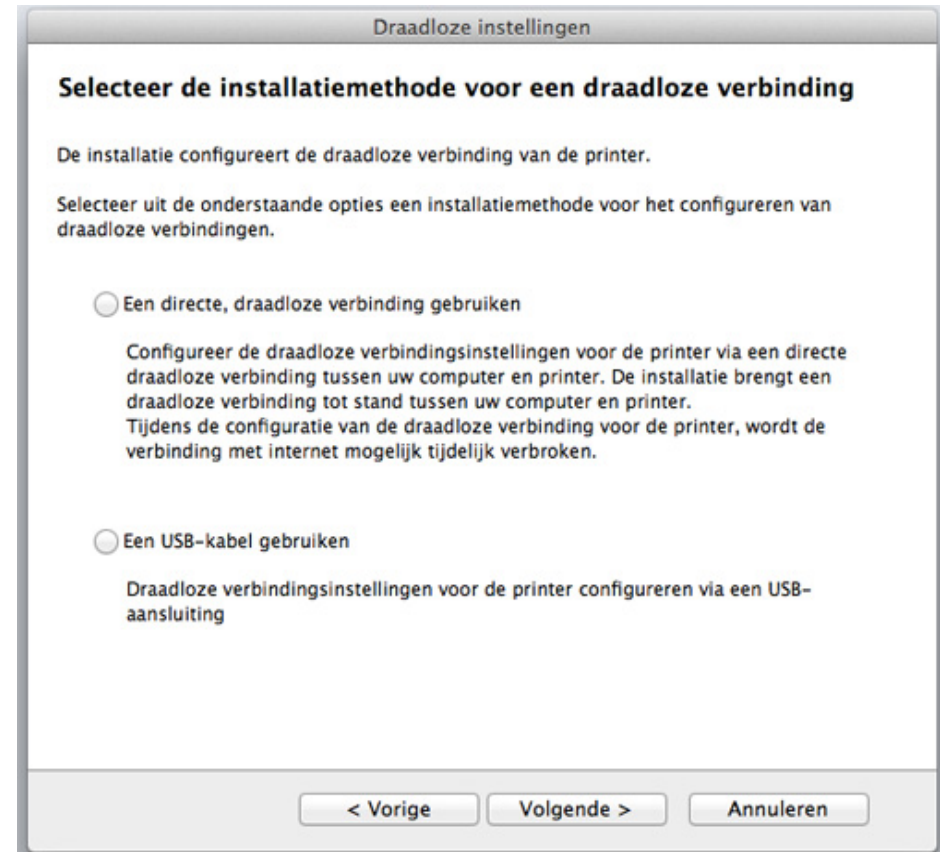 Draadloze instellingen
Selecteer de installatiemethode voor een draadloze verbinding
De installatie configureert de draadloze verbinding van de printer.
Selecteer uit de onderstaande opties een installatiemethode voor het configureren van
draadloze verbindingen.
Een directe, draadloze verbinding gebruiken
Configureer de draadloze verbindingsinstellingen voor de printer via een directe
draadloze verbinding tussen uw computer en printer. De installatie brengt een
draadloze verbinding tot stand tussen uw computer en printer.
Tijdens de configuratie van de draadloze verbinding voor de printer, wordt de
verbinding met internet mogelijk tijdelijk verbroken.
Een USB-kabel gebruiken
Draadloze verbindingsinstellingen voor de printer configureren via een USB-
aansluiting
< Vorige
Volgende >
Annuleren